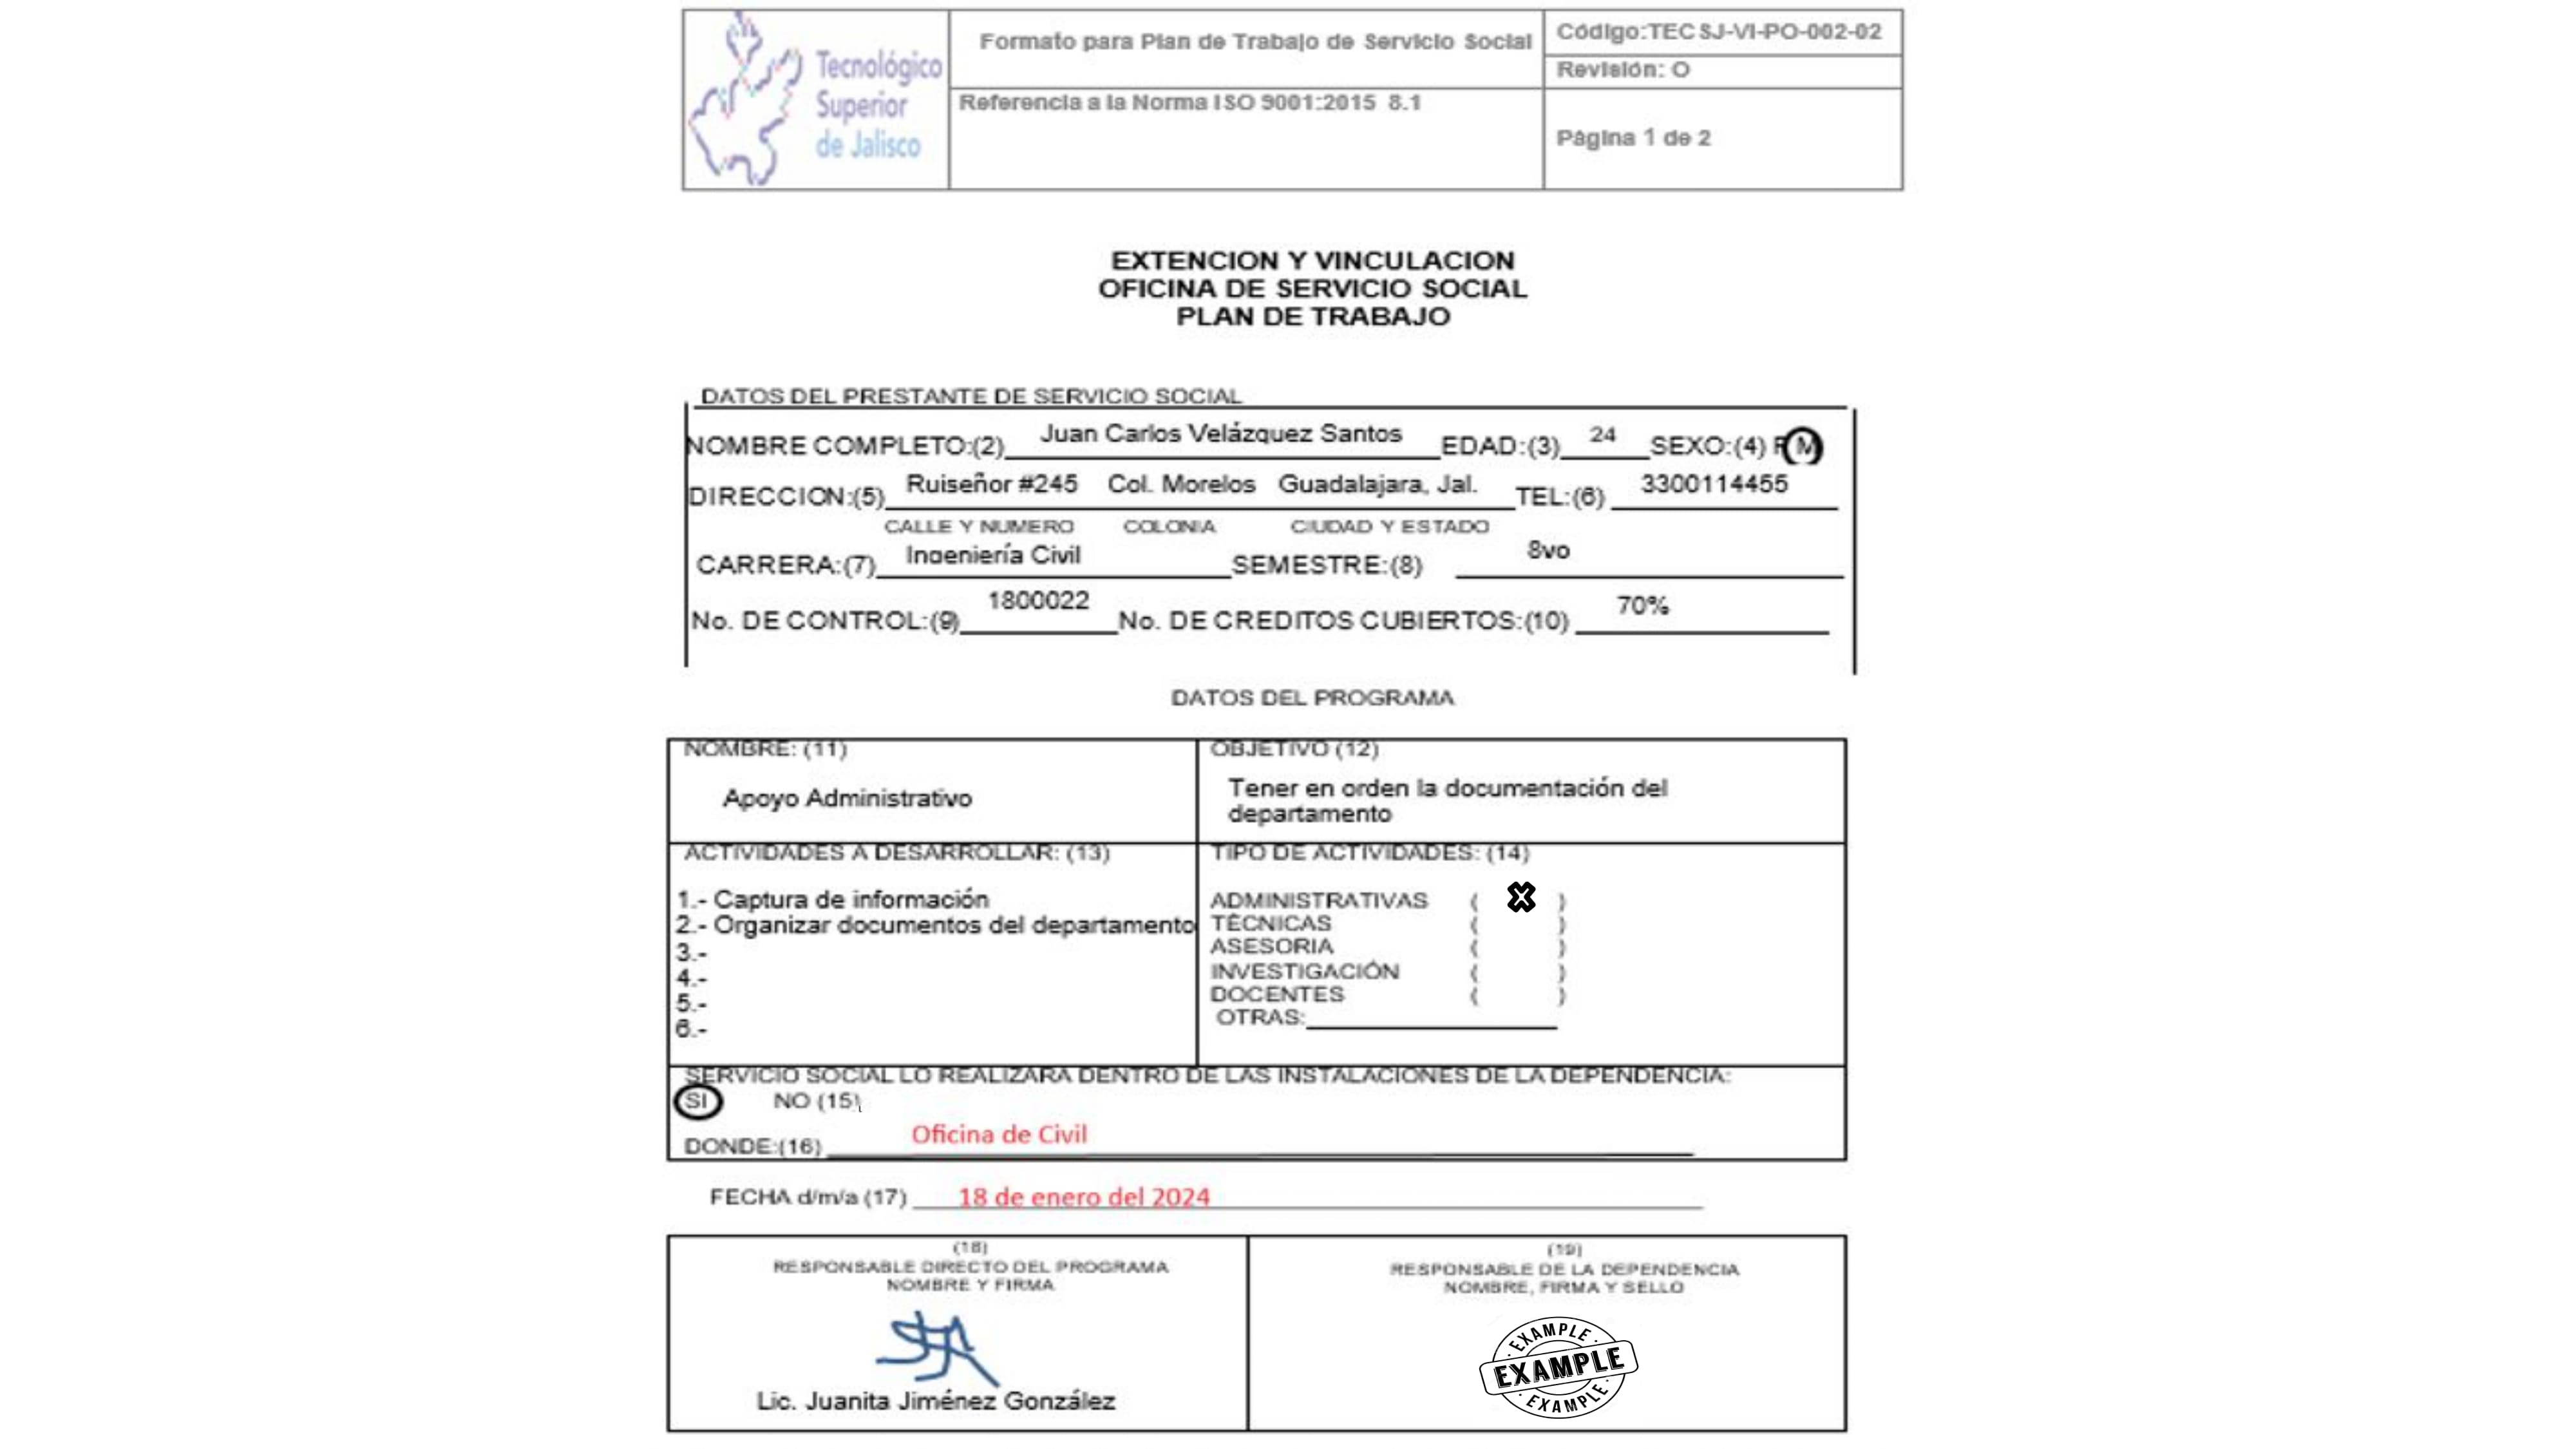 Tecnológico
Superior
de Jalisco
Formato para Plan de Trabajo de Servicio Social
Referencia a la Norma ISO 9001:2015 8.1
Código:TECSJ-VI-PO-002-02
Revisión: O
Página 1 de 2
EXTENCION Y VINCULACION
OFICINA DE SERVICIO SOCIAL
PLAN DE TRABAJO
DATOS DEL PRESTANTE DE SERVICIO SOCIAL
NOMBRE COMPLETO:(2) Juan Carlos Velázquez Santos EDAD:(3) 24 SEXO:(4) F M
DIRECCION:(5) Ruiseñor #245 Col. Morelos Guadalajara, Jal. TEL:(6) 3300114455
CALLE Y NUMERO COLONIA CIUDAD Y ESTADO
CARRERA:(7) Ingeniería Civil SEMESTRE:(8) 8vo
No. DE CONTROL:(9) 1800022 No. DE CREDITOS CUBIERTOS:(10) 70%
DATOS DEL PROGRAMA
NOMBRE: (11)
Apoyo Administrativo
OBJETIVO (12)
Tener en orden la documentación del
departamento
ACTIVIDADES A DESARROLLAR: (13)
1.- Captura de información
2.- Organizar documentos del departamento
3.-
4.-
5.-
6.-
TIPO DE ACTIVIDADES: (14)
ADMINISTRATIVAS ( X )
TÉCNICAS ( )
ASESORIA ( )
INVESTIGACIÓN ( )
DOCENTES ( )
OTRAS:
SERVICIO SOCIAL LO REALIZARA DENTRO DE LAS INSTALACIONES DE LA DEPENDENCIA:
SI NO (15)
DONDE:(16) Oficina de Civil
FECHA d/m/a (17) 18 de enero del 2024
(18)
RESPONSABLE DIRECTO DEL PROGRAMA
NOMBRE Y FIRMA
Lic. Juanita Jiménez González
(19)
RESPONSABLE DE LA DEPENDENCIA
NOMBRE, FIRMA Y SELLO
· EXAMPLE ·
EXAMPLE
· EXAMPLE ·